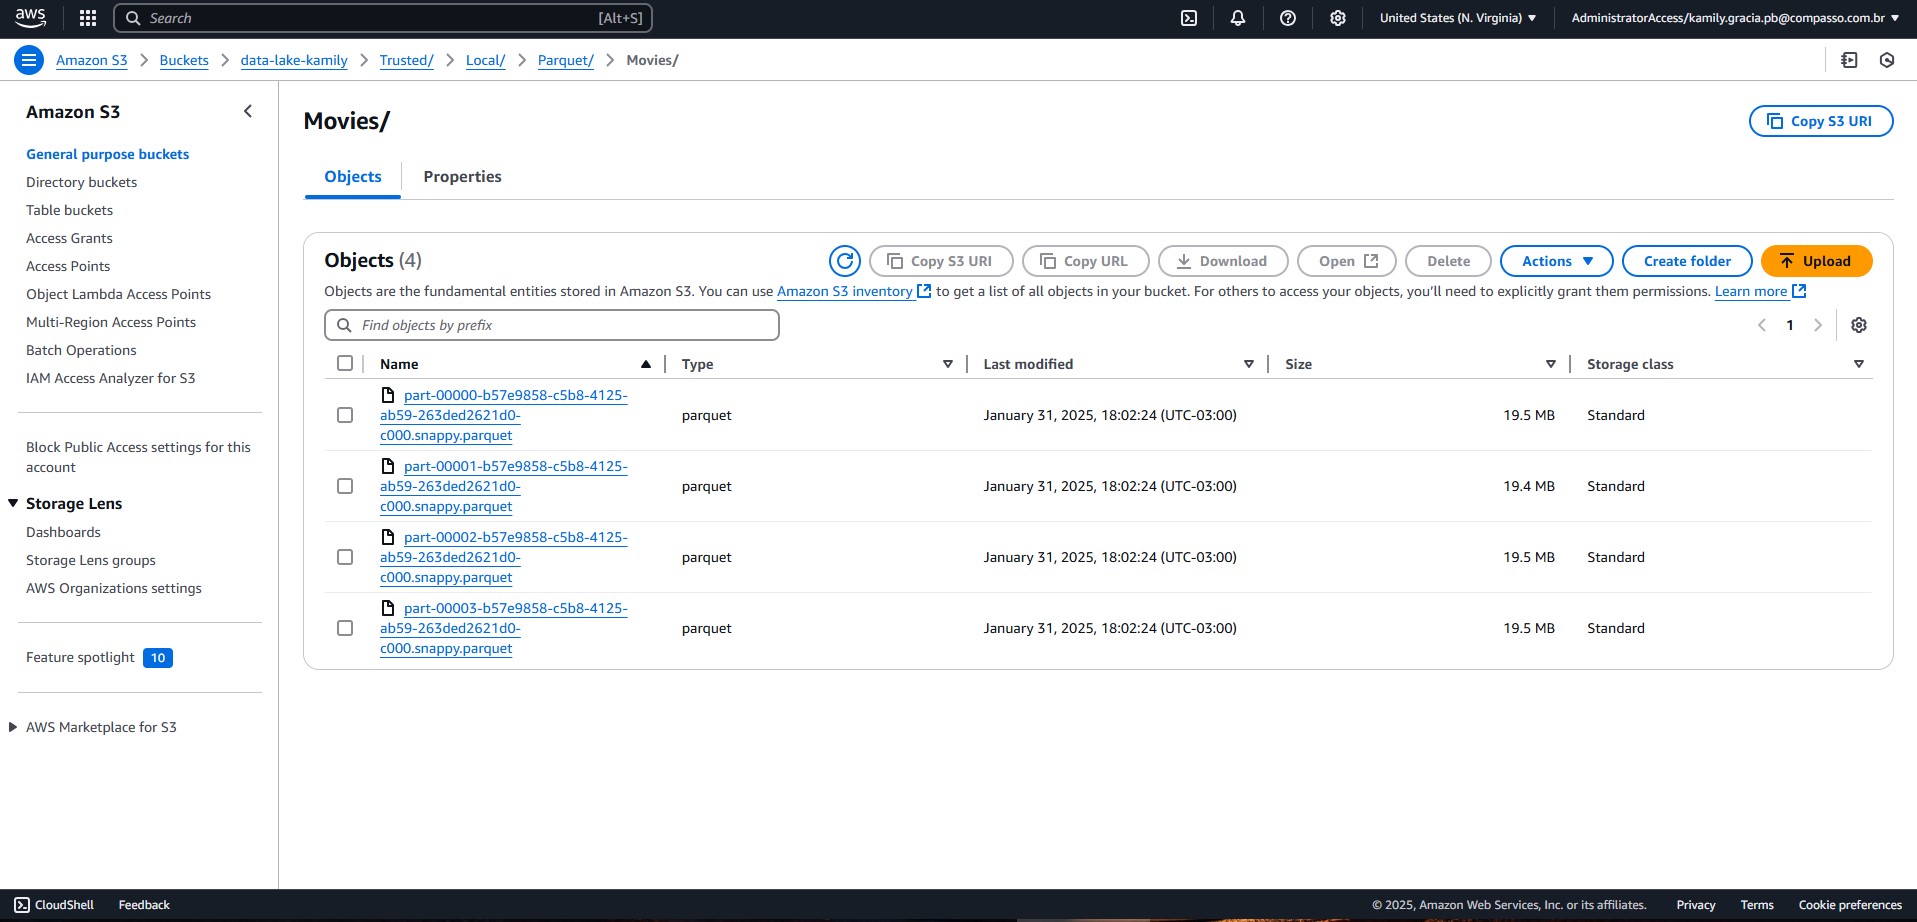 aws Search [Alt+S] United States (N. Virginia) AdministratorAccess/kamily.gracia.pb@compasso.com.br
Amazon S3 Buckets data-lake-kamily Trusted/ Local/ Parquet/ Movies/
Amazon S3
General purpose buckets
Directory buckets
Table buckets
Access Grants
Access Points
Object Lambda Access Points
Multi-Region Access Points
Batch Operations
IAM Access Analyzer for S3
Block Public Access settings for this
account
Storage Lens
Dashboards
Storage Lens groups
AWS Organizations settings
Feature spotlight 10
AWS Marketplace for S3
Movies/
Copy S3 URI
Objects Properties
Objects (4)
Copy S3 URI Copy URL Download Open Delete Actions Create folder Upload
Objects are the fundamental entities stored in Amazon S3. You can use Amazon S3 inventory to get a list of all objects in your bucket. For others to access your objects, you’ll need to explicitly grant them permissions. Learn more
Find objects by prefix
1
Name Type Last modified Size Storage class
part-00000-b57e9858-c5b8-4125-
ab59-263ded2621d0-
c000.snappy.parquet
parquet January 31, 2025, 18:02:24 (UTC-03:00) 19.5 MB Standard
part-00001-b57e9858-c5b8-4125-
ab59-263ded2621d0-
c000.snappy.parquet
parquet January 31, 2025, 18:02:24 (UTC-03:00) 19.4 MB Standard
part-00002-b57e9858-c5b8-4125-
ab59-263ded2621d0-
c000.snappy.parquet
parquet January 31, 2025, 18:02:24 (UTC-03:00) 19.5 MB Standard
part-00003-b57e9858-c5b8-4125-
ab59-263ded2621d0-
c000.snappy.parquet
parquet January 31, 2025, 18:02:24 (UTC-03:00) 19.5 MB Standard
CloudShell Feedback © 2025, Amazon Web Services, Inc. or its affiliates. Privacy Terms Cookie preferences